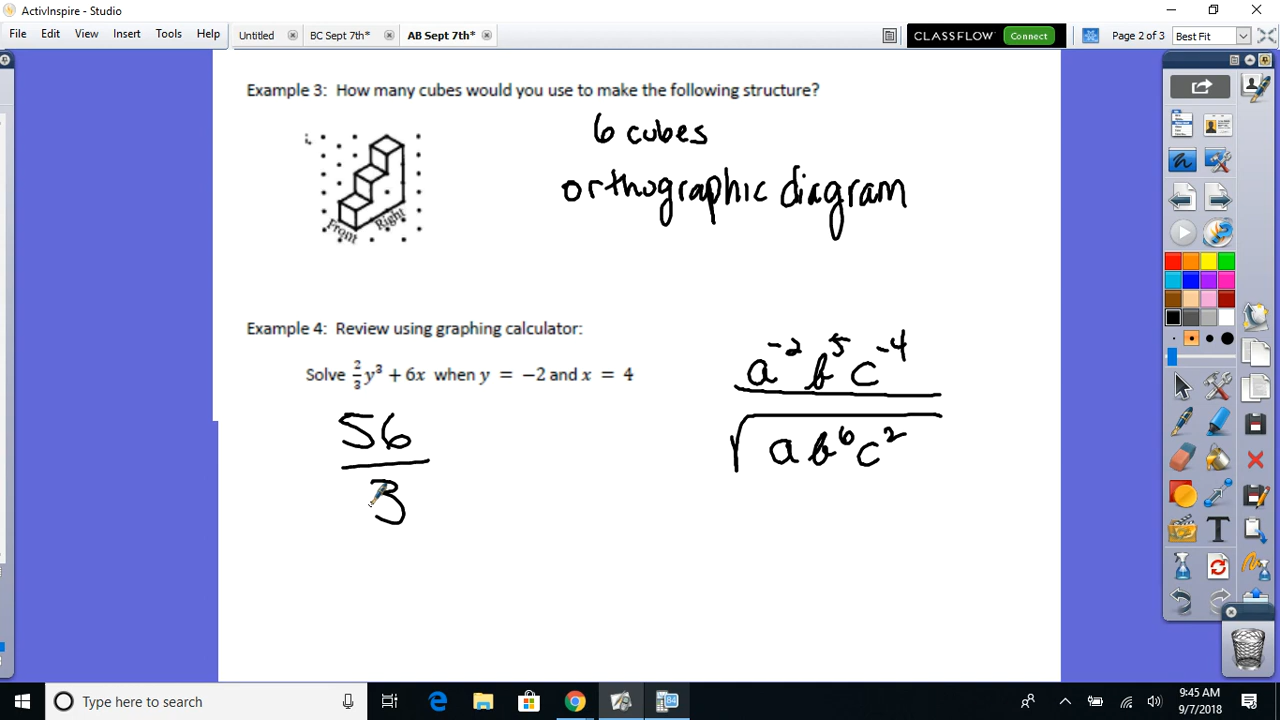 ActivInspire - Studio
File Edit View Insert Tools Help
Untitled
BC Sept 7th*
AB Sept 7th*
CLASSFLOW Connect
Page 2 of 3
Best Fit
Example 3: How many cubes would you use to make the following structure?
6 cubes
orthographic diagram
Front Right
Example 4: Review using graphing calculator:
Solve 2/3 y³ + 6x when y = −2 and x = 4
a⁻² b⁵ c⁻⁴
√ a b⁶ c²
56
3
Type here to search
9:45 AM
9/7/2018